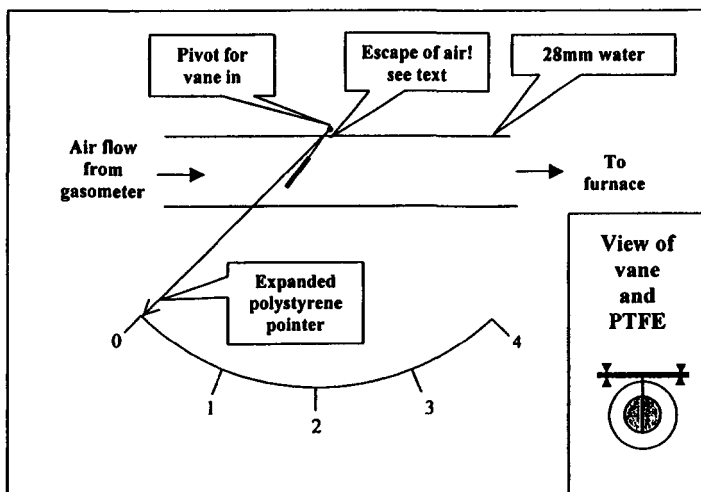 Pivot for
vane in
Escape of air!
see text
28mm water
Air flow
from
gasometer
To
furnace
Expanded
polystyrene
pointer
0
1
2
3
4
View of
vane
and
PTFE